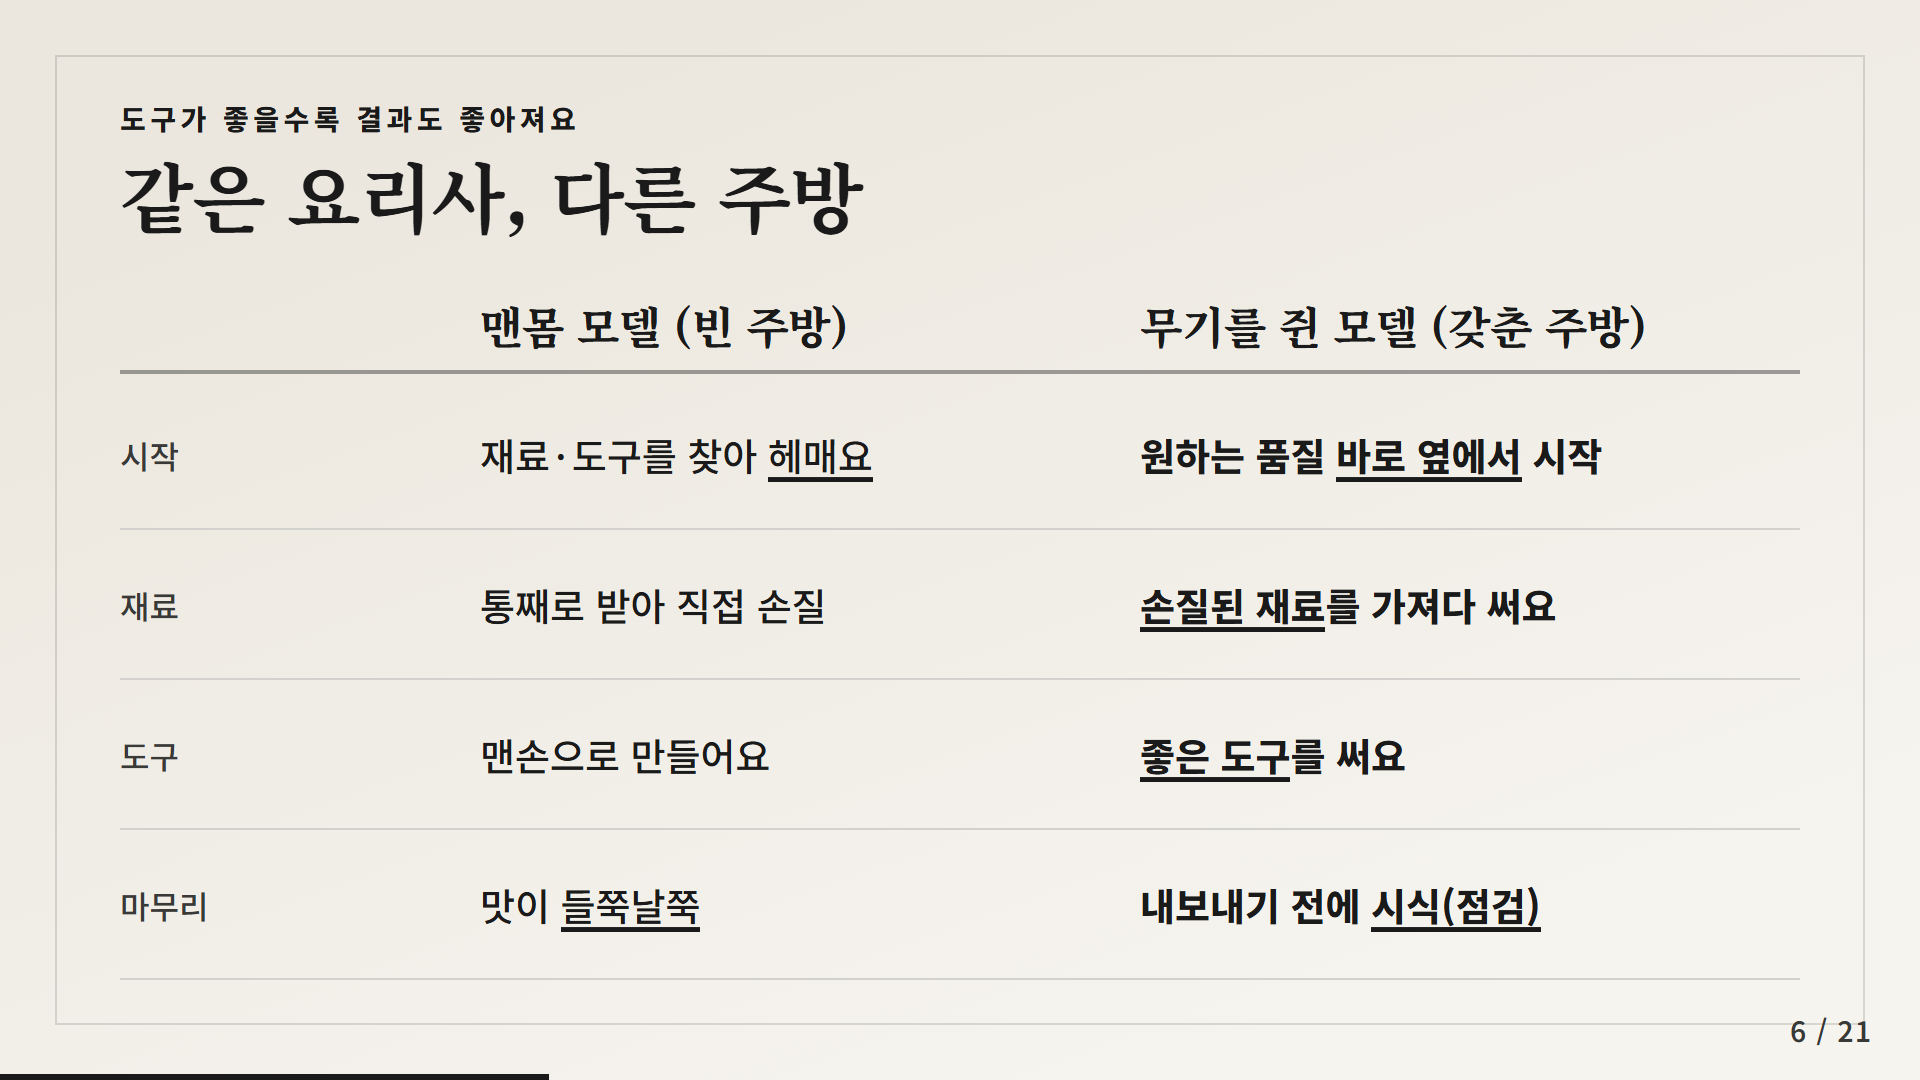 도구가 좋을수록 결과도 좋아져요
같은 요리사, 다른 주방
맨몸 모델 (빈 주방)
무기를 쥔 모델 (갖춘 주방)
시작
재료·도구를 찾아 헤매요
원하는 품질 바로 옆에서 시작
재료
통째로 받아 직접 손질
손질된 재료를 가져다 써요
도구
맨손으로 만들어요
좋은 도구를 써요
마무리
맛이 들쭉날쭉
내보내기 전에 시식(점검)
6 / 21